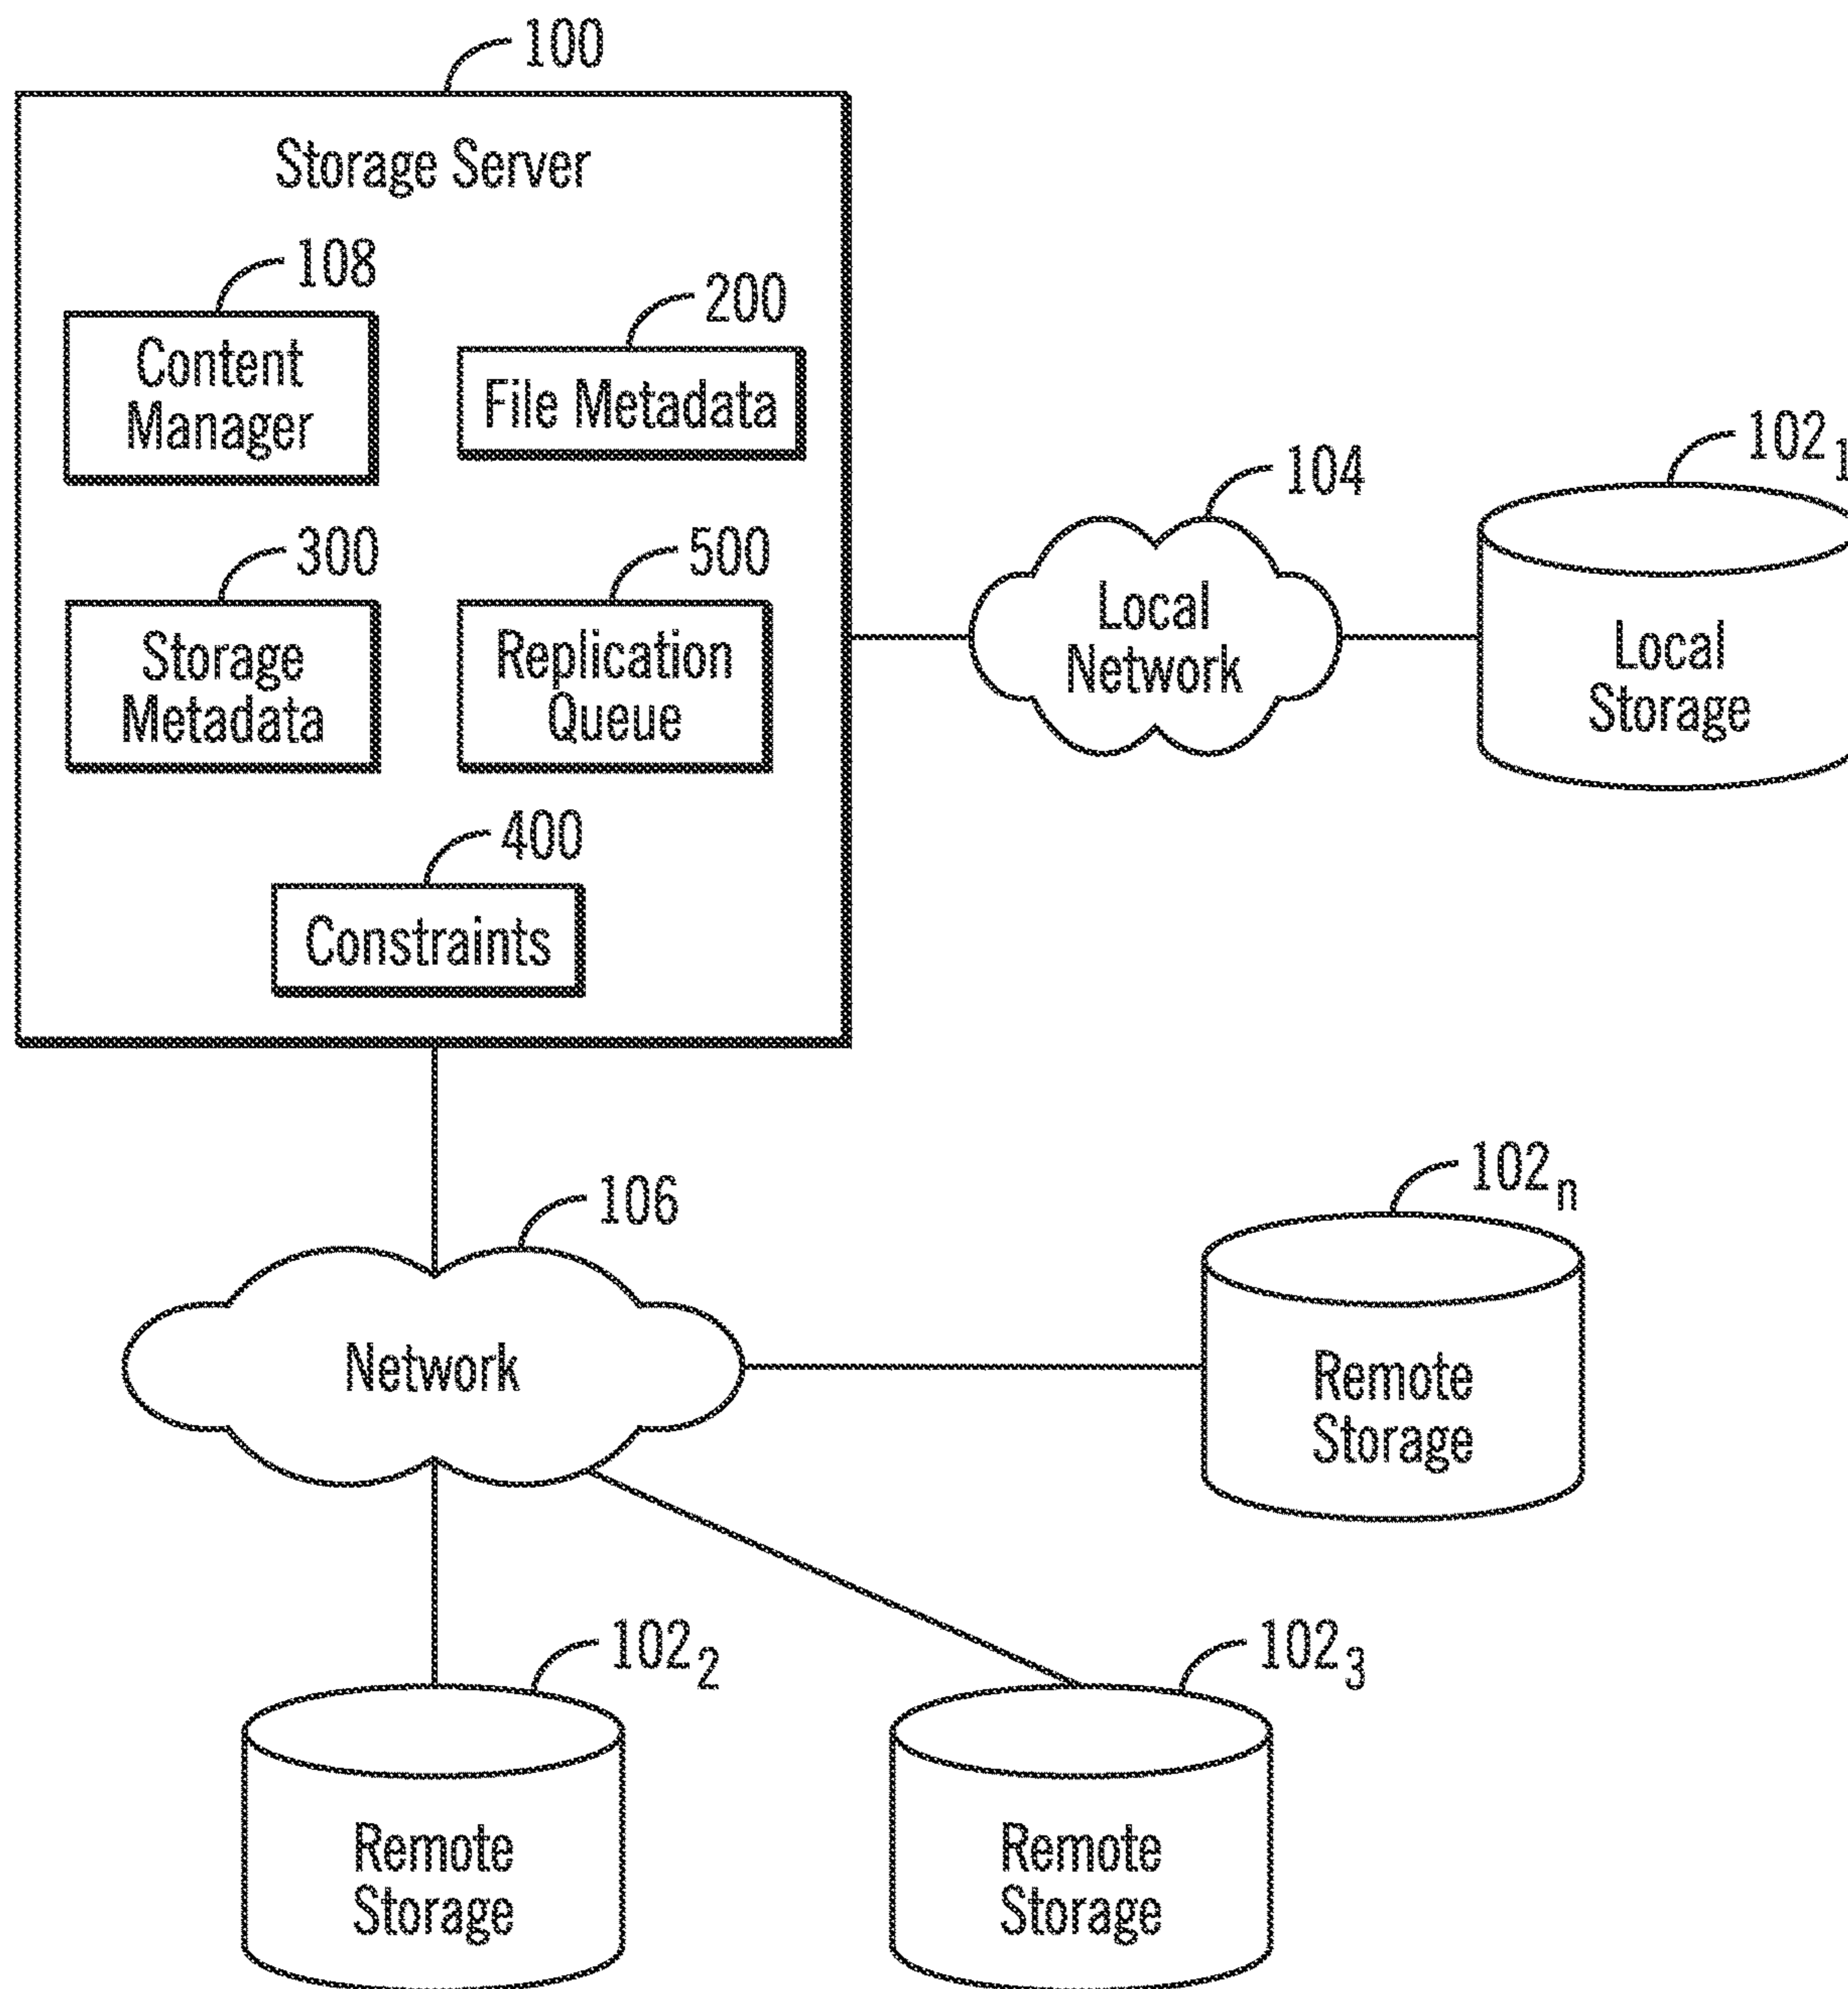 100
Storage Server
108
Content
Manager
200
File Metadata
300
Storage
Metadata
500
Replication
Queue
400
Constraints
104
Local
Network
102₁
Local
Storage
106
Network
102ₙ
Remote
Storage
102₂
Remote
Storage
102₃
Remote
Storage